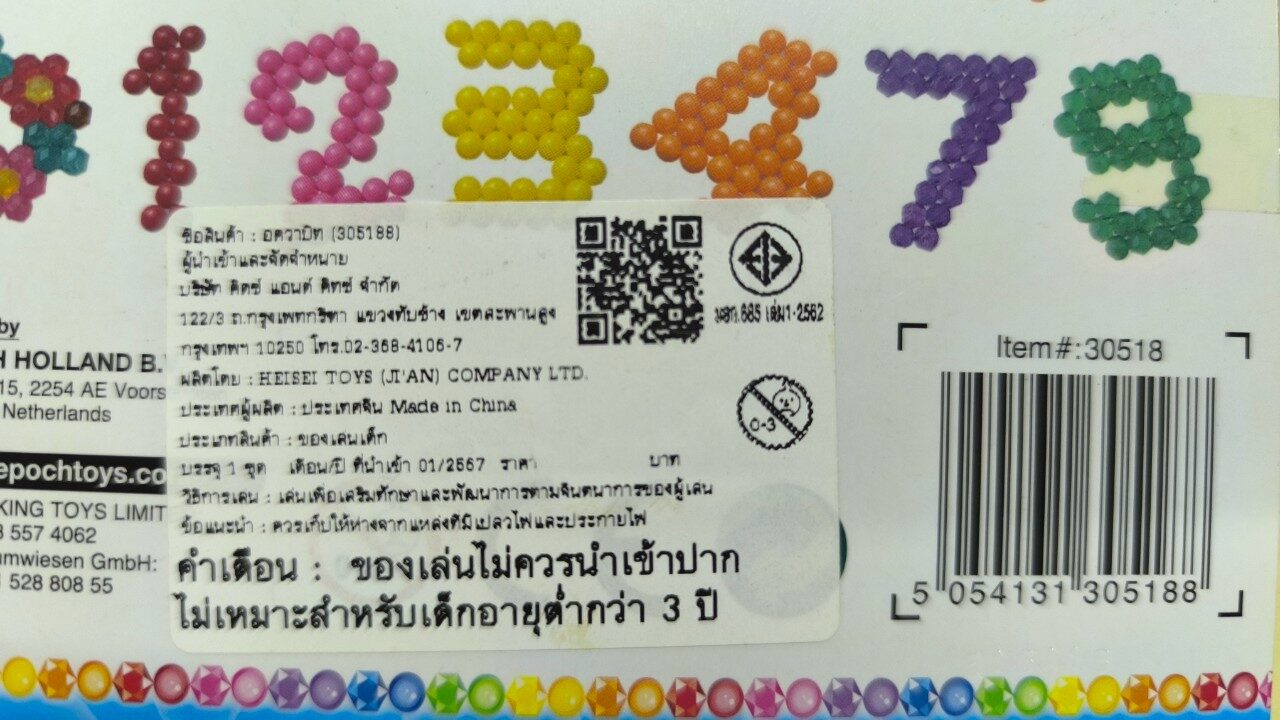 1 2 3 4 7 9
ชื่อสินค้า : อควาบีท (305188)
ผู้นำเข้าและจัดจำหน่าย
บริษัท คิดซ์ แอนด์ คิทซ์ จำกัด
122/3 ถ.กรุงเทพกรีฑา แขวงทับช้าง เขตสะพานสูง
กรุงเทพฯ 10250 โทร.02-368-4106-7
ผลิตโดย : HEISEI TOYS (JI'AN) COMPANY LTD.
ประเทศผู้ผลิต : ประเทศจีน Made in China
ประเภทสินค้า : ของเล่นเด็ก
บรรจุ 1 ชุด เดือน/ปี ที่นำเข้า 01/2567 ราคา บาท
วิธีการเล่น : เล่นเพื่อเสริมทักษะและพัฒนาการตามจินตนาการของผู้เล่น
ข้อแนะนำ : ควรเก็บให้ห่างจากแหล่งที่มีเปลวไฟและประกายไฟ
คำเตือน : ของเล่นไม่ควรนำเข้าปาก
ไม่เหมาะสำหรับเด็กอายุต่ำกว่า 3 ปี
มอก.685 เล่ม1-2562
0-3
by
H HOLLAND B.V
15, 2254 AE Voors
Netherlands
epochtoys.co
KING TOYS LIMIT
3 557 4062
umwiesen GmbH:
528 808 55
Item#:30518
5 054131 305188